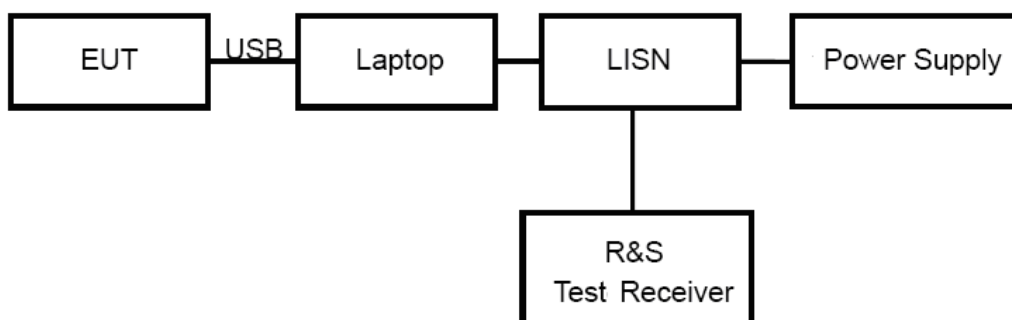 EUT
USB
Laptop
LISN
Power Supply
R&S
Test Receiver